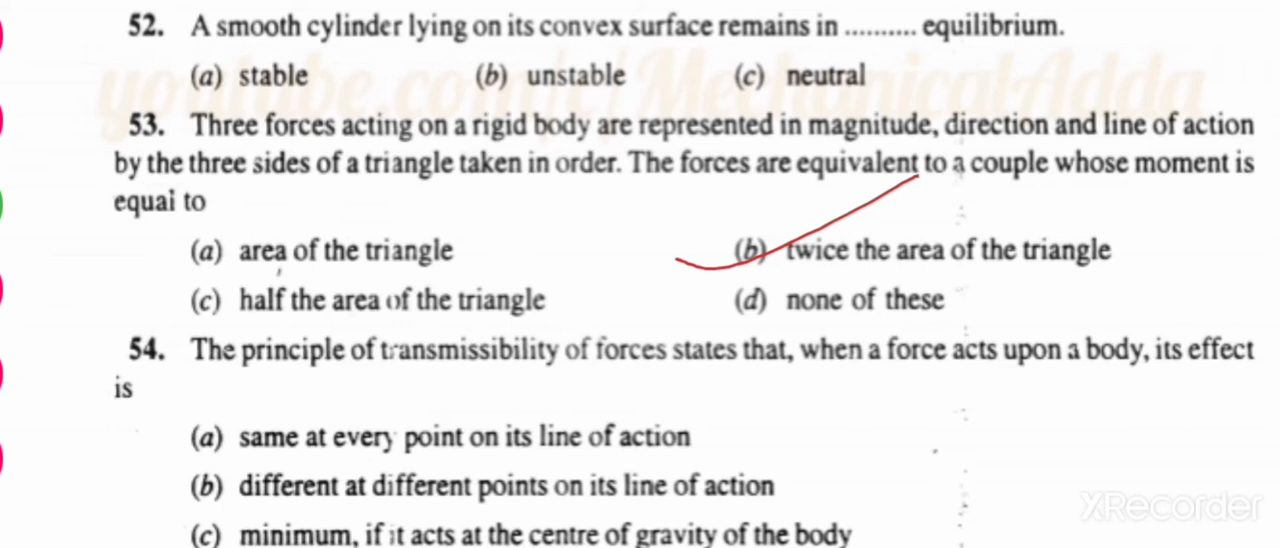 52. A smooth cylinder lying on its convex surface remains in .......... equilibrium.
(a) stable (b) unstable (c) neutral
youtube.com/c/MechanicalAdda
53. Three forces acting on a rigid body are represented in magnitude, direction and line of action
by the three sides of a triangle taken in order. The forces are equivalent to a couple whose moment is
equal to
(a) area of the triangle (b) twice the area of the triangle
(c) half the area of the triangle (d) none of these
54. The principle of transmissibility of forces states that, when a force acts upon a body, its effect
is
(a) same at every point on its line of action
(b) different at different points on its line of action
XRecorder
(c) minimum, if it acts at the centre of gravity of the body